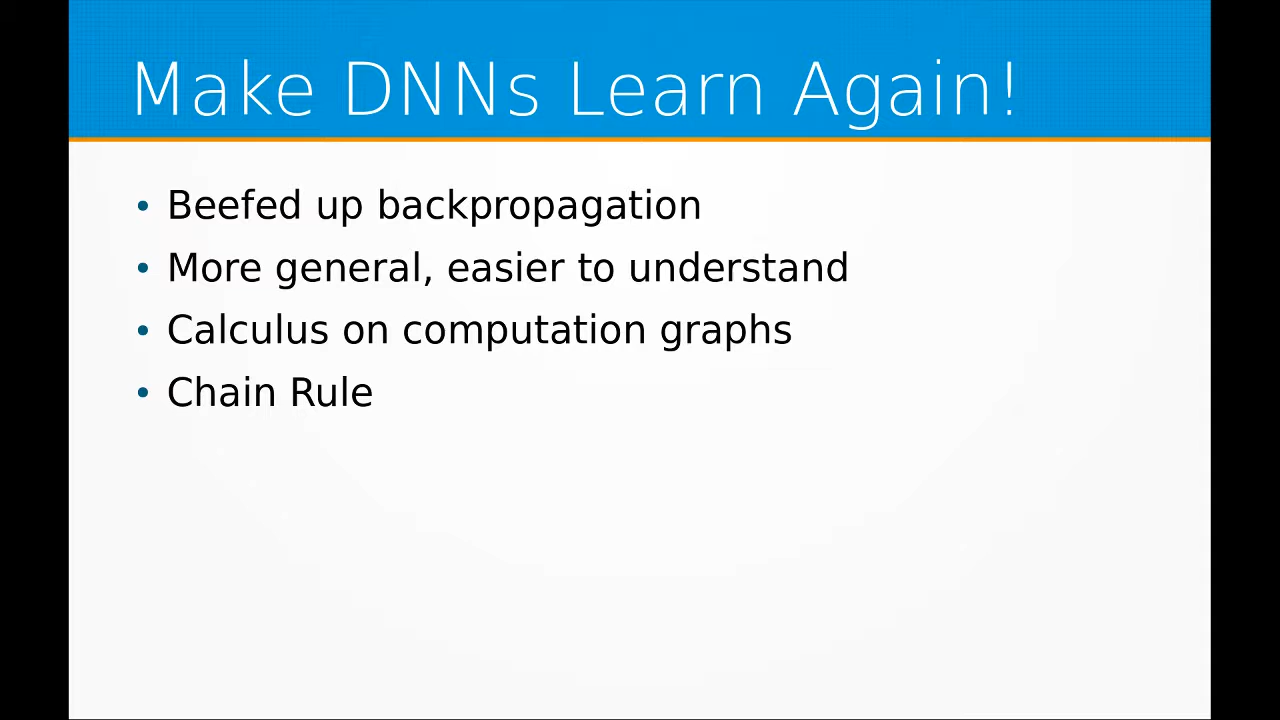 Make DNNs Learn Again!
• Beefed up backpropagation
• More general, easier to understand
• Calculus on computation graphs
• Chain Rule